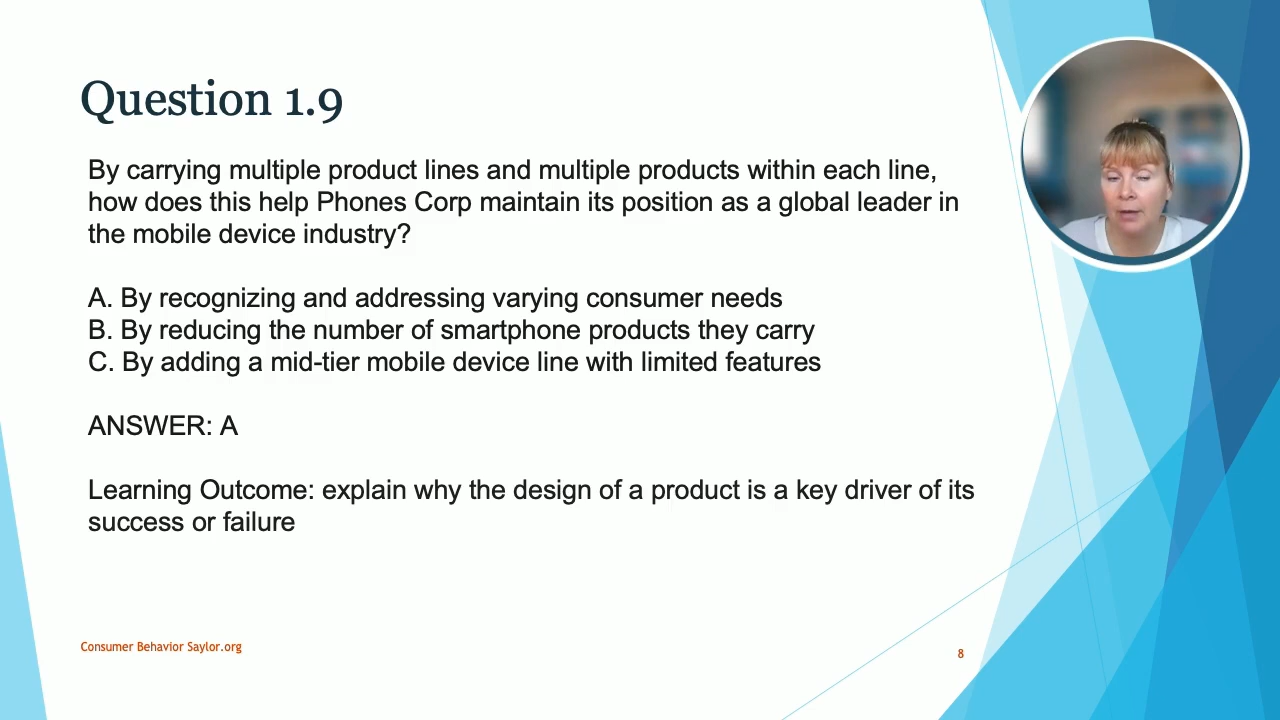 Question 1.9
By carrying multiple product lines and multiple products within each line,
how does this help Phones Corp maintain its position as a global leader in
the mobile device industry?
A. By recognizing and addressing varying consumer needs
B. By reducing the number of smartphone products they carry
C. By adding a mid-tier mobile device line with limited features
ANSWER: A
Learning Outcome: explain why the design of a product is a key driver of its
success or failure
Consumer Behavior Saylor.org
8